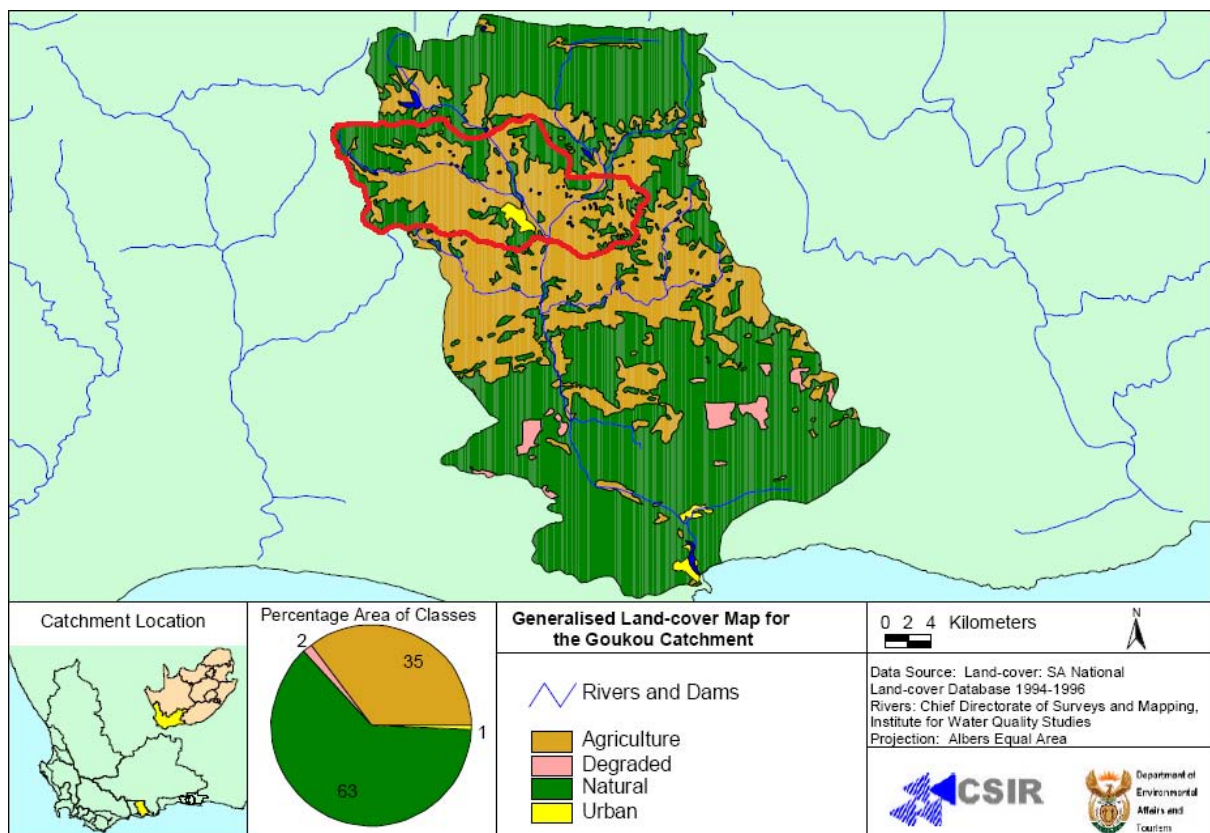 Catchment Location
Percentage Area of Classes
2
35
1
63
Generalised Land-cover Map for
the Goukou Catchment
Rivers and Dams
Agriculture
Degraded
Natural
Urban
0 2 4 Kilometers
N
Data Source: Land-cover: SA National
Land-cover Database 1994-1996
Rivers: Chief Directorate of Surveys and Mapping,
Institute for Water Quality Studies
Projection: Albers Equal Area
CSIR
Department of
Environmental
Affairs and
Tourism